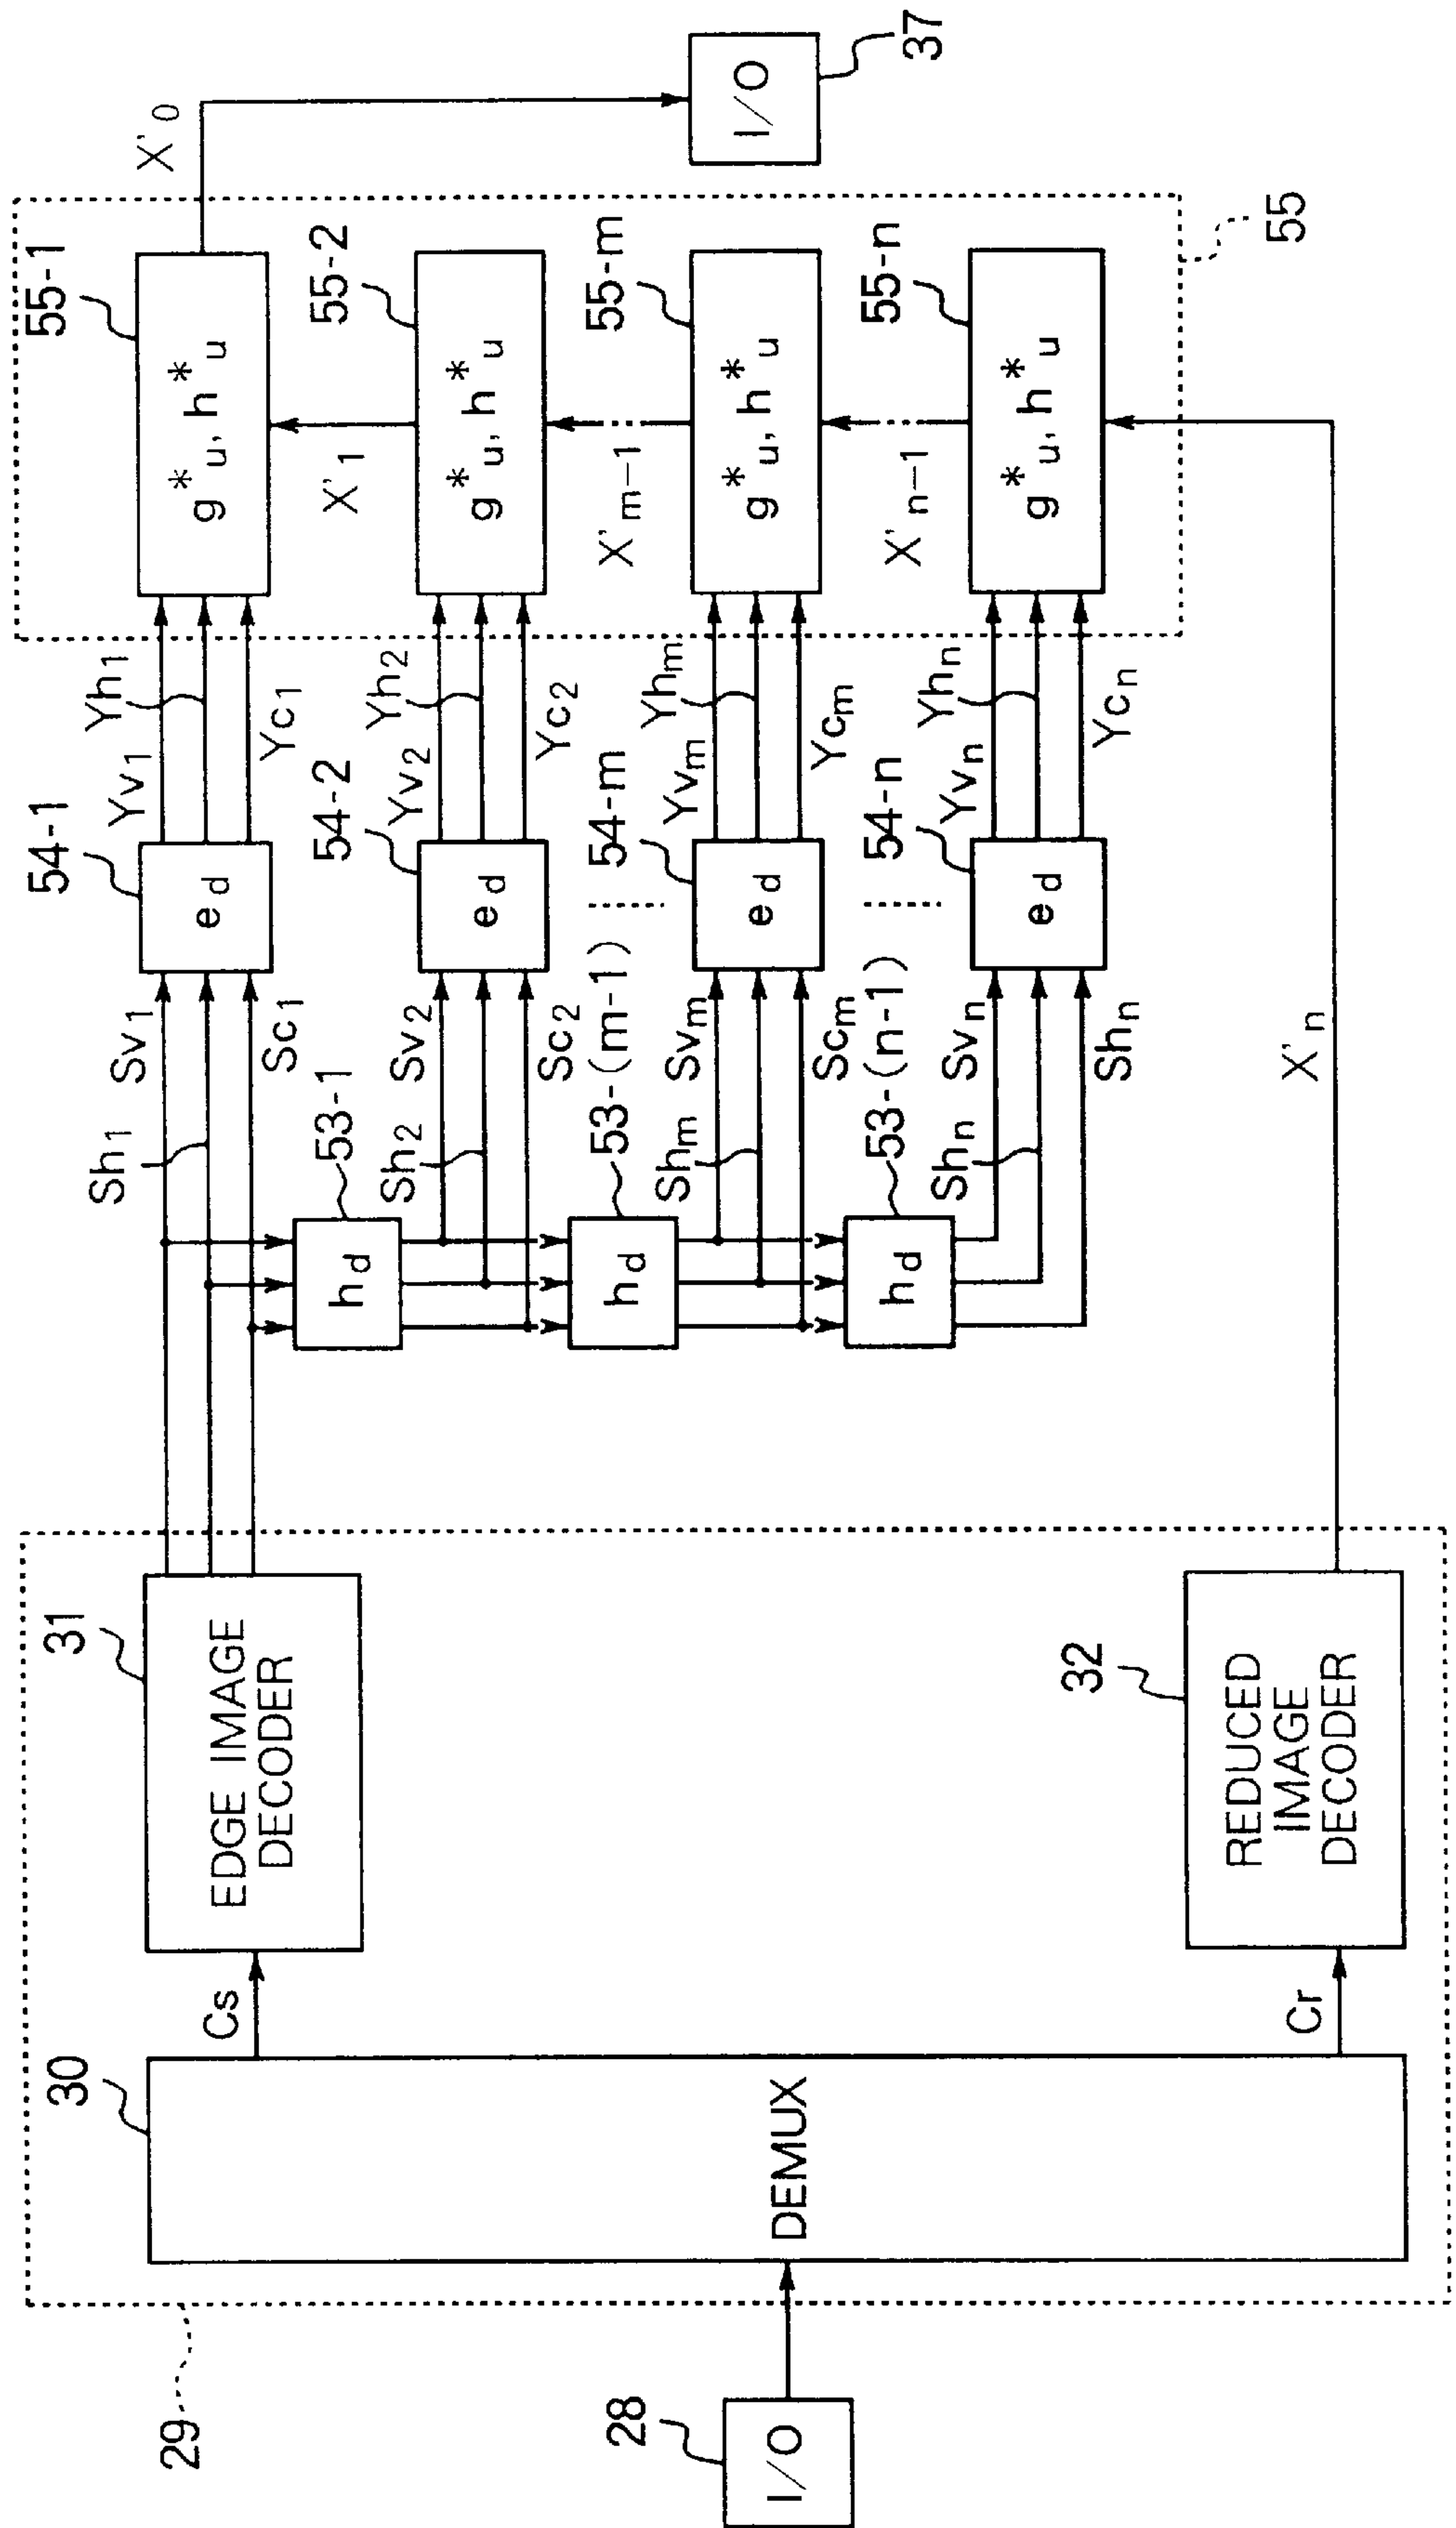 28
I/O
29
30
DEMUX
Cs
Cr
31
EDGE IMAGE
DECODER
32
REDUCED
IMAGE
DECODER
Sh1
Sv1
Sc1
53-1
hd
Sh2
Sv2
Sc2
53-(m-1)
hd
Shm
Svm
Scm
53-(n-1)
hd
Shn
Svn
Shn
X'n
54-1
ed
Yv1
Yh1
Yc1
54-2
ed
Yv2
Yh2
Yc2
54-m
ed
Yvm
Yhm
Ycm
54-n
ed
Yvn
Yhn
Ycn
55-1
g*u, h*u
X'1
55-2
g*u, h*u
X'm-1
55-m
g*u, h*u
X'n-1
55-n
g*u, h*u
55
X'0
I/O
37